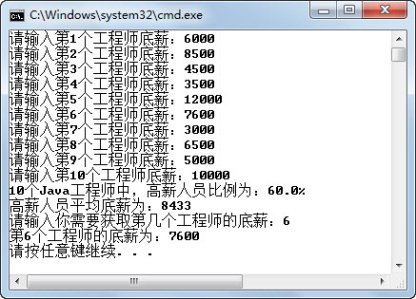 C:\Windows\system32\cmd.exe
请输入第1个工程师底薪：6000
请输入第2个工程师底薪：8500
请输入第3个工程师底薪：4500
请输入第4个工程师底薪：3500
请输入第5个工程师底薪：12000
请输入第6个工程师底薪：7600
请输入第7个工程师底薪：3000
请输入第8个工程师底薪：6500
请输入第9个工程师底薪：5000
请输入第10个工程师底薪：10000
10个Java工程师中，高薪人员比例为：60.0%
高薪人员平均底薪为：8433
请输入你需要获取第几个工程师的底薪：6
第6个工程师的底薪为：7600
请按任意键继续. . .